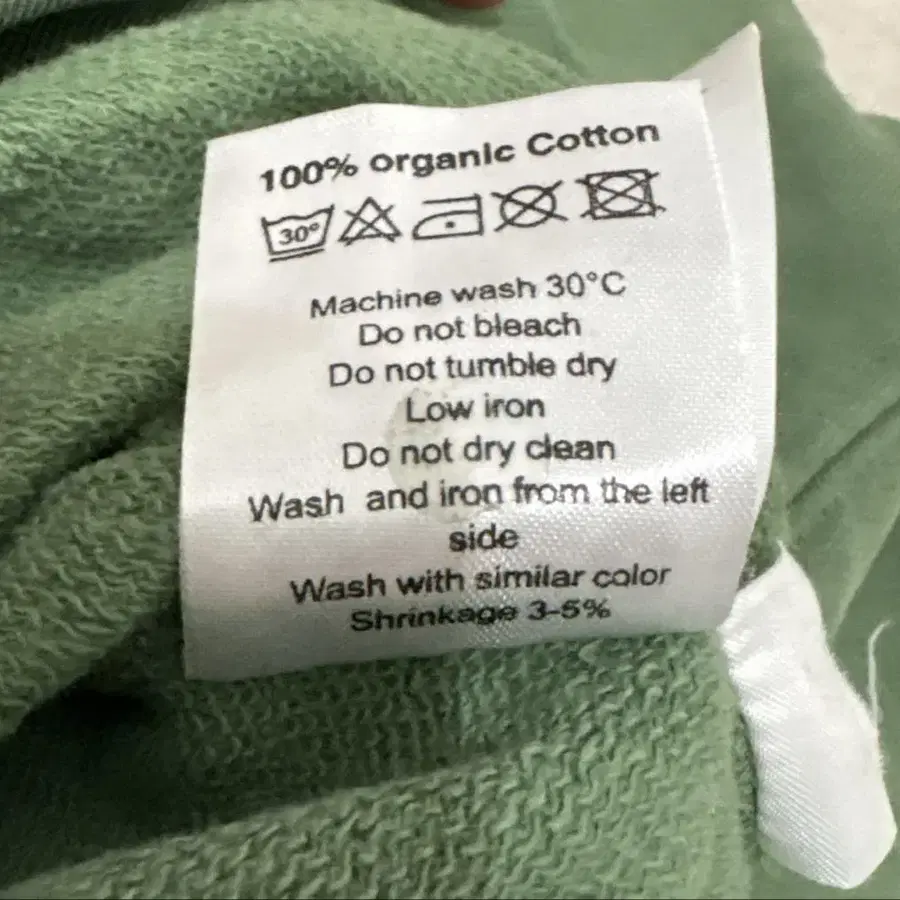 100% organic Cotton
30°
Machine wash 30°C
Do not bleach
Do not tumble dry
Low iron
Do not dry clean
Wash and iron from the left
side
Wash with similar color
Shrinkage 3-5%